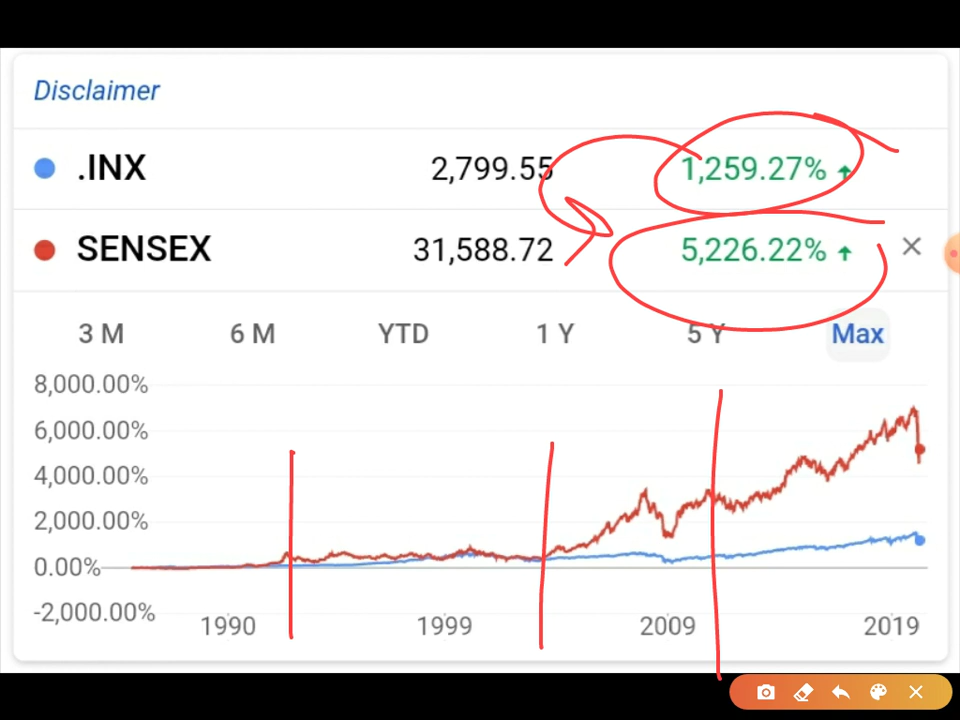 Disclaimer
.INX 2,799.55 1,259.27%
SENSEX 31,588.72 5,226.22%
3 M 6 M YTD 1 Y 5 Y Max
8,000.00%
6,000.00%
4,000.00%
2,000.00%
0.00%
-2,000.00%
1990 1999 2009 2019